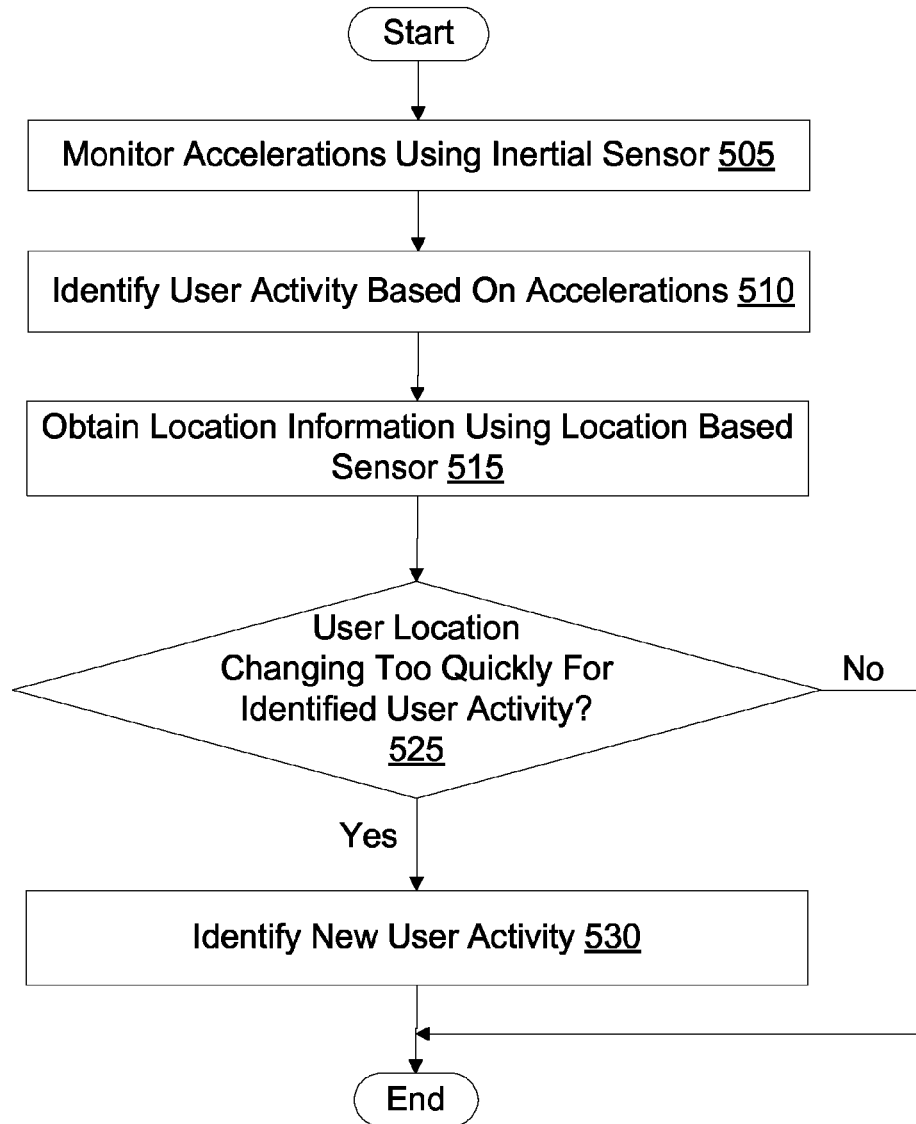 Start
Monitor Accelerations Using Inertial Sensor 505
Identify User Activity Based On Accelerations 510
Obtain Location Information Using Location Based
Sensor 515
User Location
Changing Too Quickly For
Identified User Activity?
525
No
Yes
Identify New User Activity 530
End